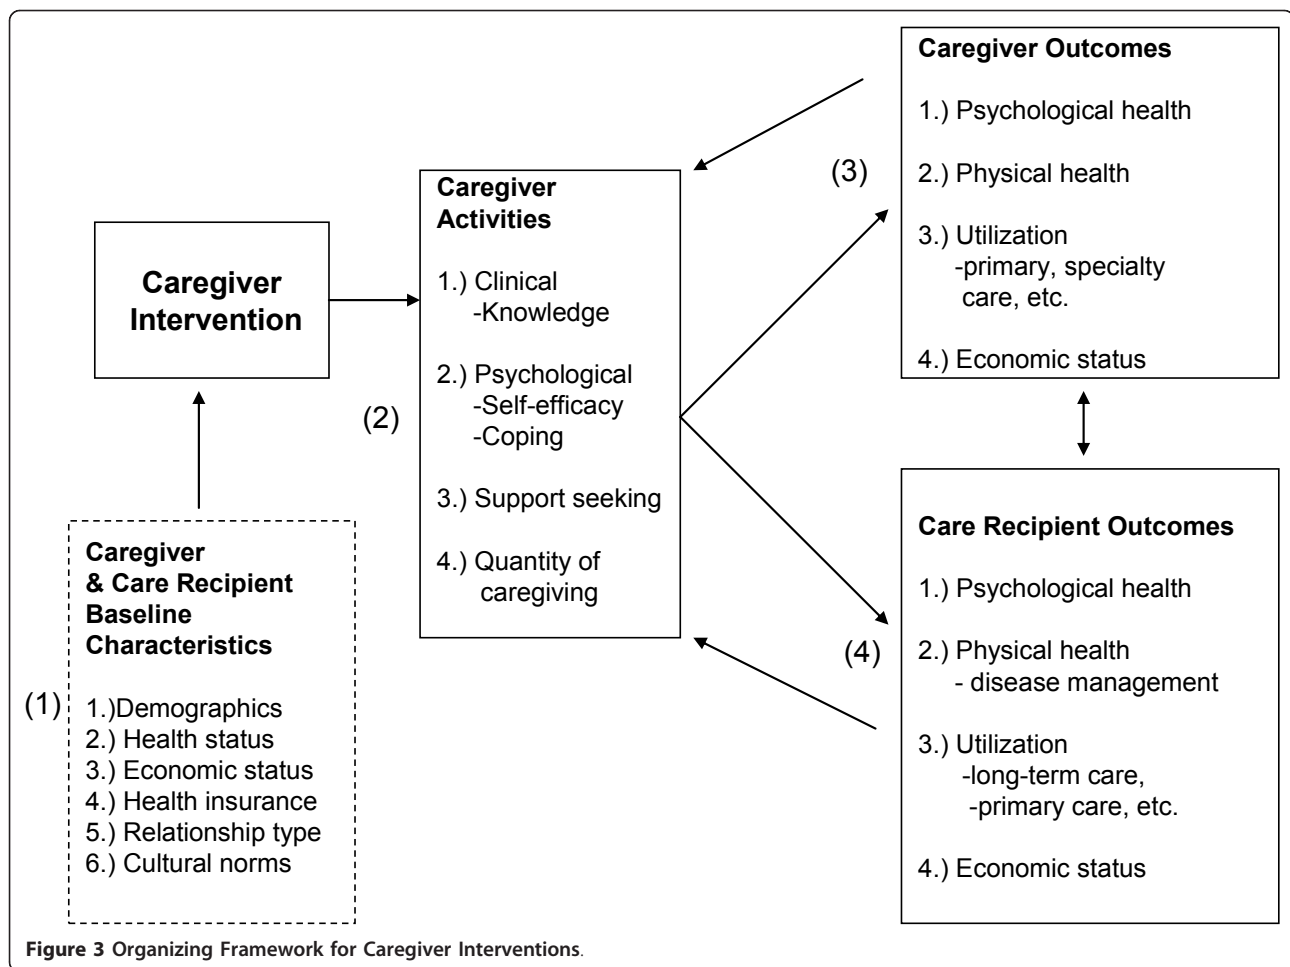 Caregiver
Intervention
(1)
Caregiver
& Care Recipient
Baseline
Characteristics
1.)Demographics
2.) Health status
3.) Economic status
4.) Health insurance
5.) Relationship type
6.) Cultural norms
(2)
Caregiver
Activities
1.) Clinical
-Knowledge
2.) Psychological
-Self-efficacy
-Coping
3.) Support seeking
4.) Quantity of
caregiving
(3)
Caregiver Outcomes
1.) Psychological health
2.) Physical health
3.) Utilization
-primary, specialty
care, etc.
4.) Economic status
(4)
Care Recipient Outcomes
1.) Psychological health
2.) Physical health
- disease management
3.) Utilization
-long-term care,
-primary care, etc.
4.) Economic status
Figure 3 Organizing Framework for Caregiver Interventions.